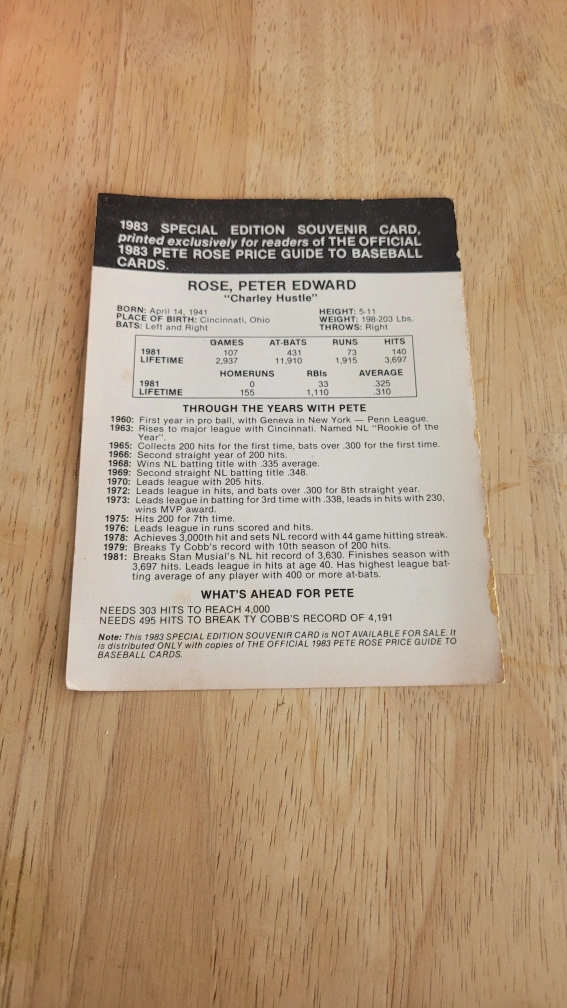 1983 SPECIAL EDITION SOUVENIR CARD,
printed exclusively for readers of THE OFFICIAL
1983 PETE ROSE PRICE GUIDE TO BASEBALL
CARDS.
ROSE, PETER EDWARD
"Charley Hustle"
BORN: April 14, 1941 HEIGHT: 5-11
PLACE OF BIRTH: Cincinnati, Ohio WEIGHT: 198-203 Lbs.
BATS: Left and Right THROWS: Right
GAMES AT-BATS RUNS HITS
1981 107 431 73 140
LIFETIME 2,937 11,910 1,915 3,697
HOMERUNS RBIs AVERAGE
1981 0 33 .325
LIFETIME 155 1,110 .310
THROUGH THE YEARS WITH PETE
1960: First year in pro ball, with Geneva in New York — Penn League.
1963: Rises to major league with Cincinnati. Named NL "Rookie of the
Year".
1965: Collects 200 hits for the first time, bats over .300 for the first time.
1966: Second straight year of 200 hits.
1968: Wins NL batting title with .335 average.
1969: Second straight NL batting title .348.
1970: Leads league with 205 hits.
1972: Leads league in hits, and bats over .300 for 8th straight year.
1973: Leads league in batting for 3rd time with .338, leads in hits with 230,
wins MVP award.
1975: Hits 200 for 7th time.
1976: Leads league in runs scored and hits.
1978: Achieves 3,000th hit and sets NL record with 44 game hitting streak.
1979: Breaks Ty Cobb's record with 10th season of 200 hits.
1981: Breaks Stan Musial's NL hit record of 3,630. Finishes season with
3,697 hits. Leads league in hits at age 40. Has highest league bat-
ting average of any player with 400 or more at-bats.
WHAT'S AHEAD FOR PETE
NEEDS 303 HITS TO REACH 4,000
NEEDS 495 HITS TO BREAK TY COBB'S RECORD OF 4,191
Note: This 1983 SPECIAL EDITION SOUVENIR CARD is NOT AVAILABLE FOR SALE. It
is distributed ONLY with copies of THE OFFICIAL 1983 PETE ROSE PRICE GUIDE TO
BASEBALL CARDS.